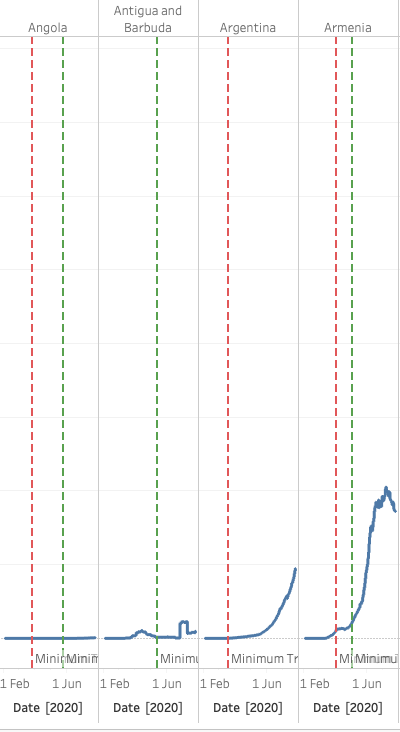 Angola
Antigua and
Barbuda
Argentina
Armenia
Minimum Tr
1 Feb 1 Jun 1 Feb 1 Jun 1 Feb 1 Jun 1 Feb 1 Jun
Date [2020] Date [2020] Date [2020] Date [2020]